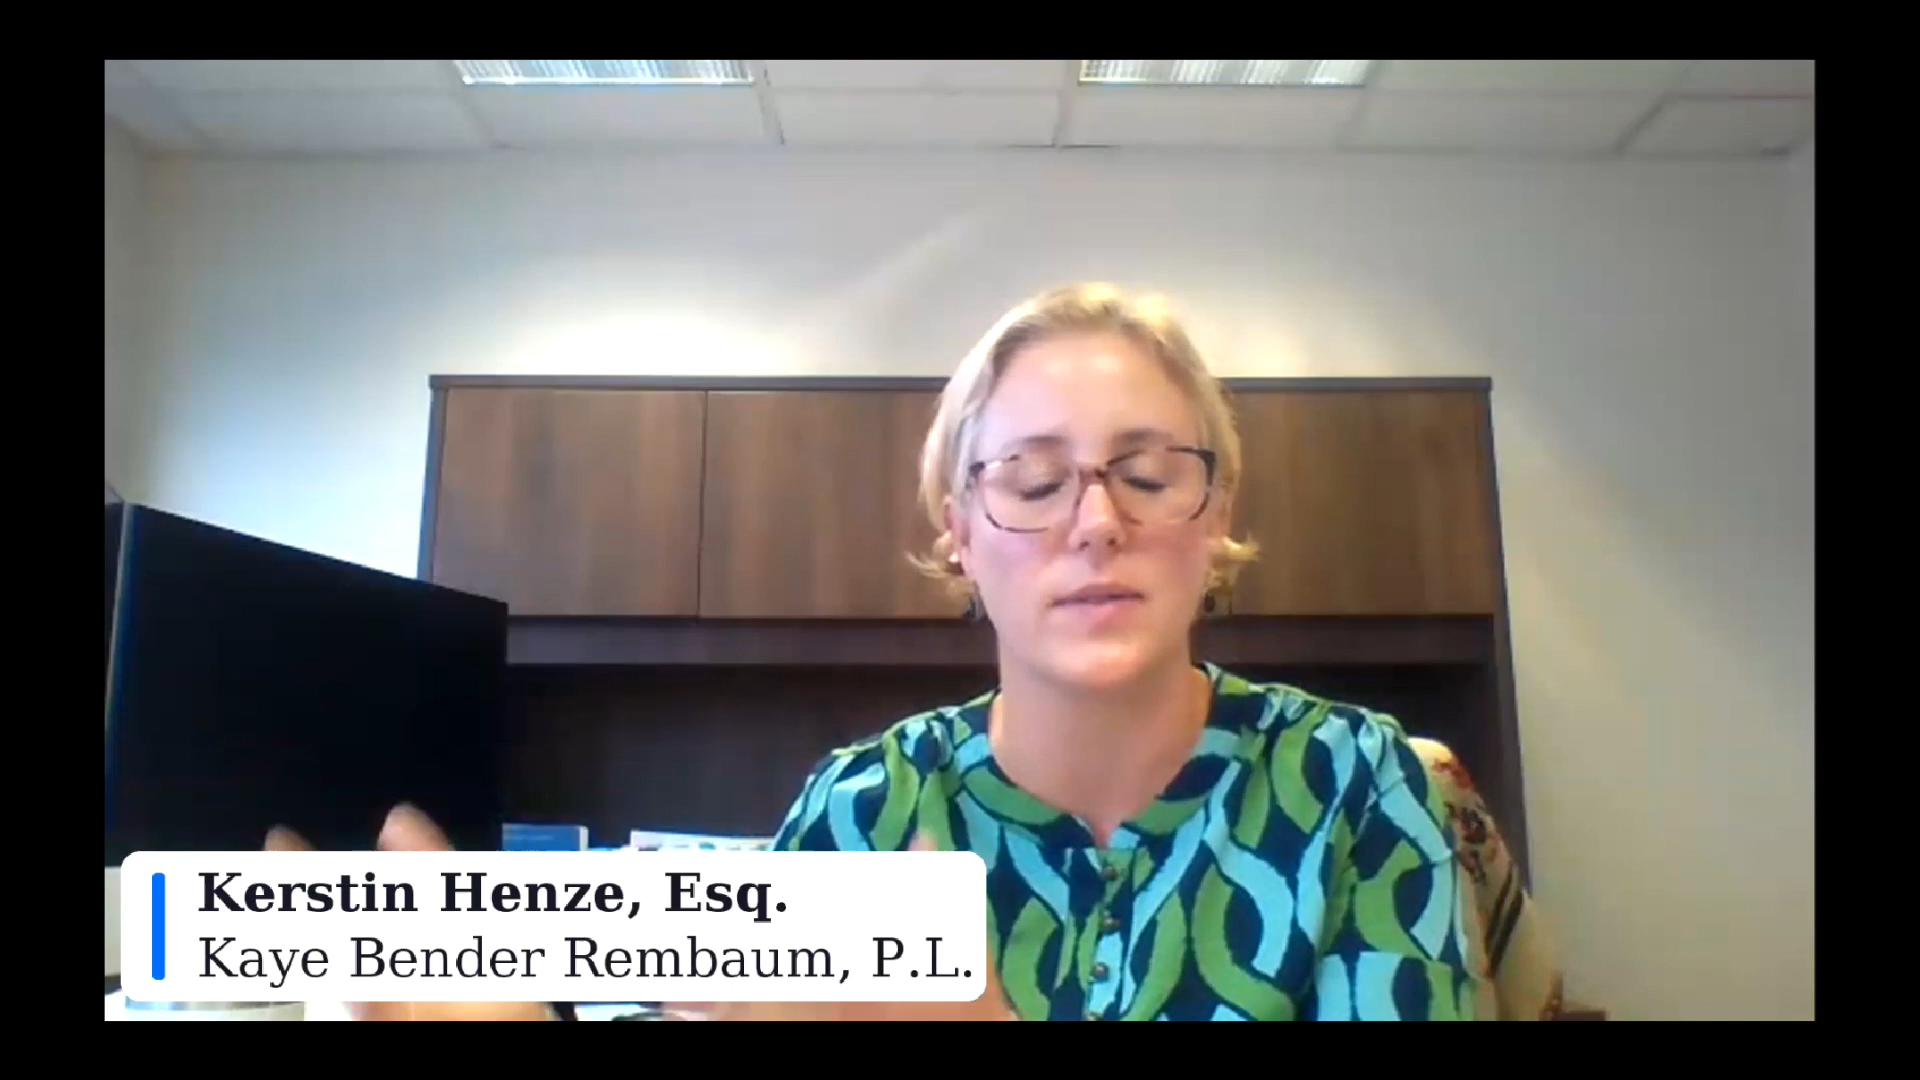 Kerstin Henze, Esq.
Kaye Bender Rembaum, P.L.